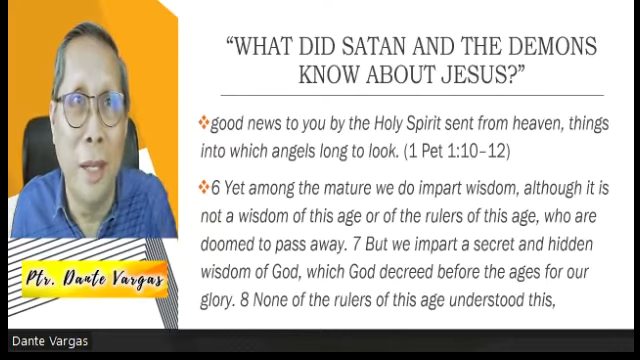 “WHAT DID SATAN AND THE DEMONS
KNOW ABOUT JESUS?”
❖good news to you by the Holy Spirit sent from heaven, things
into which angels long to look. (1 Pet 1:10–12)
❖6 Yet among the mature we do impart wisdom, although it is
not a wisdom of this age or of the rulers of this age, who are
doomed to pass away. 7 But we impart a secret and hidden
wisdom of God, which God decreed before the ages for our
glory. 8 None of the rulers of this age understood this,
Ptr. Dante Vargas
Dante Vargas